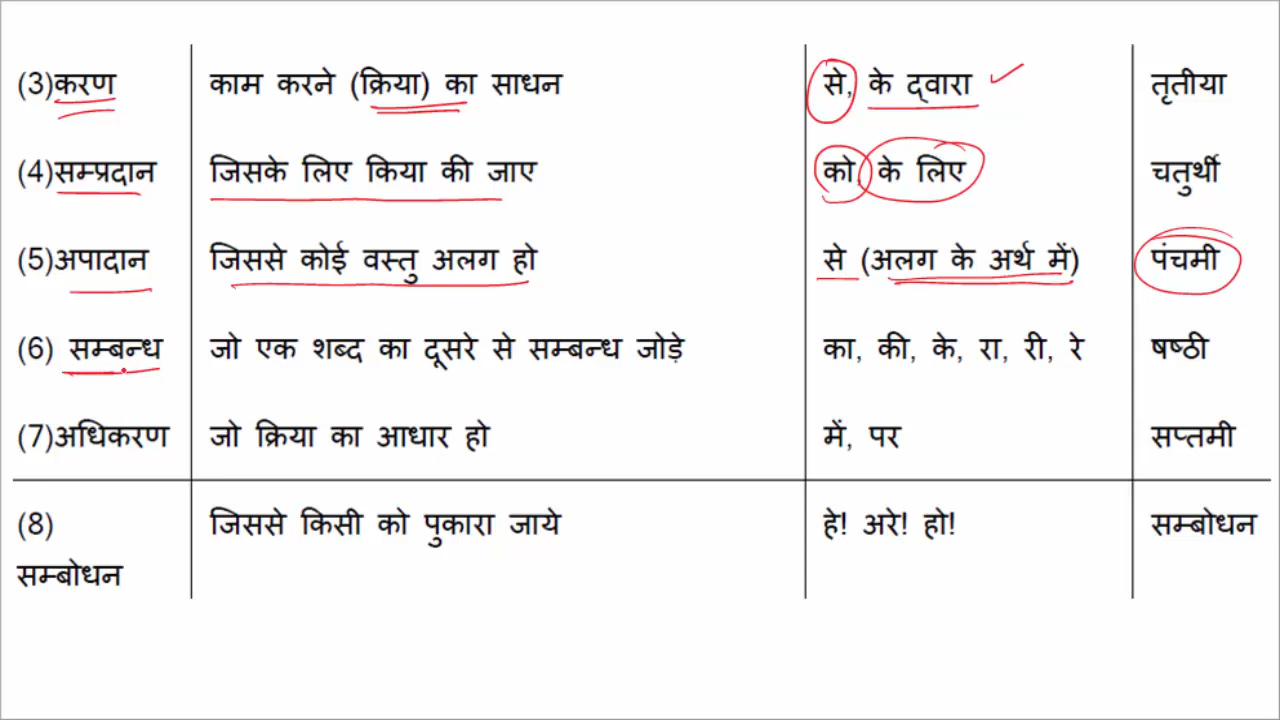 (3)करण काम करने (क्रिया) का साधन से, के द्वारा तृतीया
(4)सम्प्रदान जिसके लिए किया की जाए को, के लिए चतुर्थी
(5)अपादान जिससे कोई वस्तु अलग हो से (अलग के अर्थ में) पंचमी
(6) सम्बन्ध जो एक शब्द का दूसरे से सम्बन्ध जोड़े का, की, के, रा, री, रे षष्ठी
(7)अधिकरण जो क्रिया का आधार हो में, पर सप्तमी
(8) जिससे किसी को पुकारा जाये हे! अरे! हो! सम्बोधन
सम्बोधन